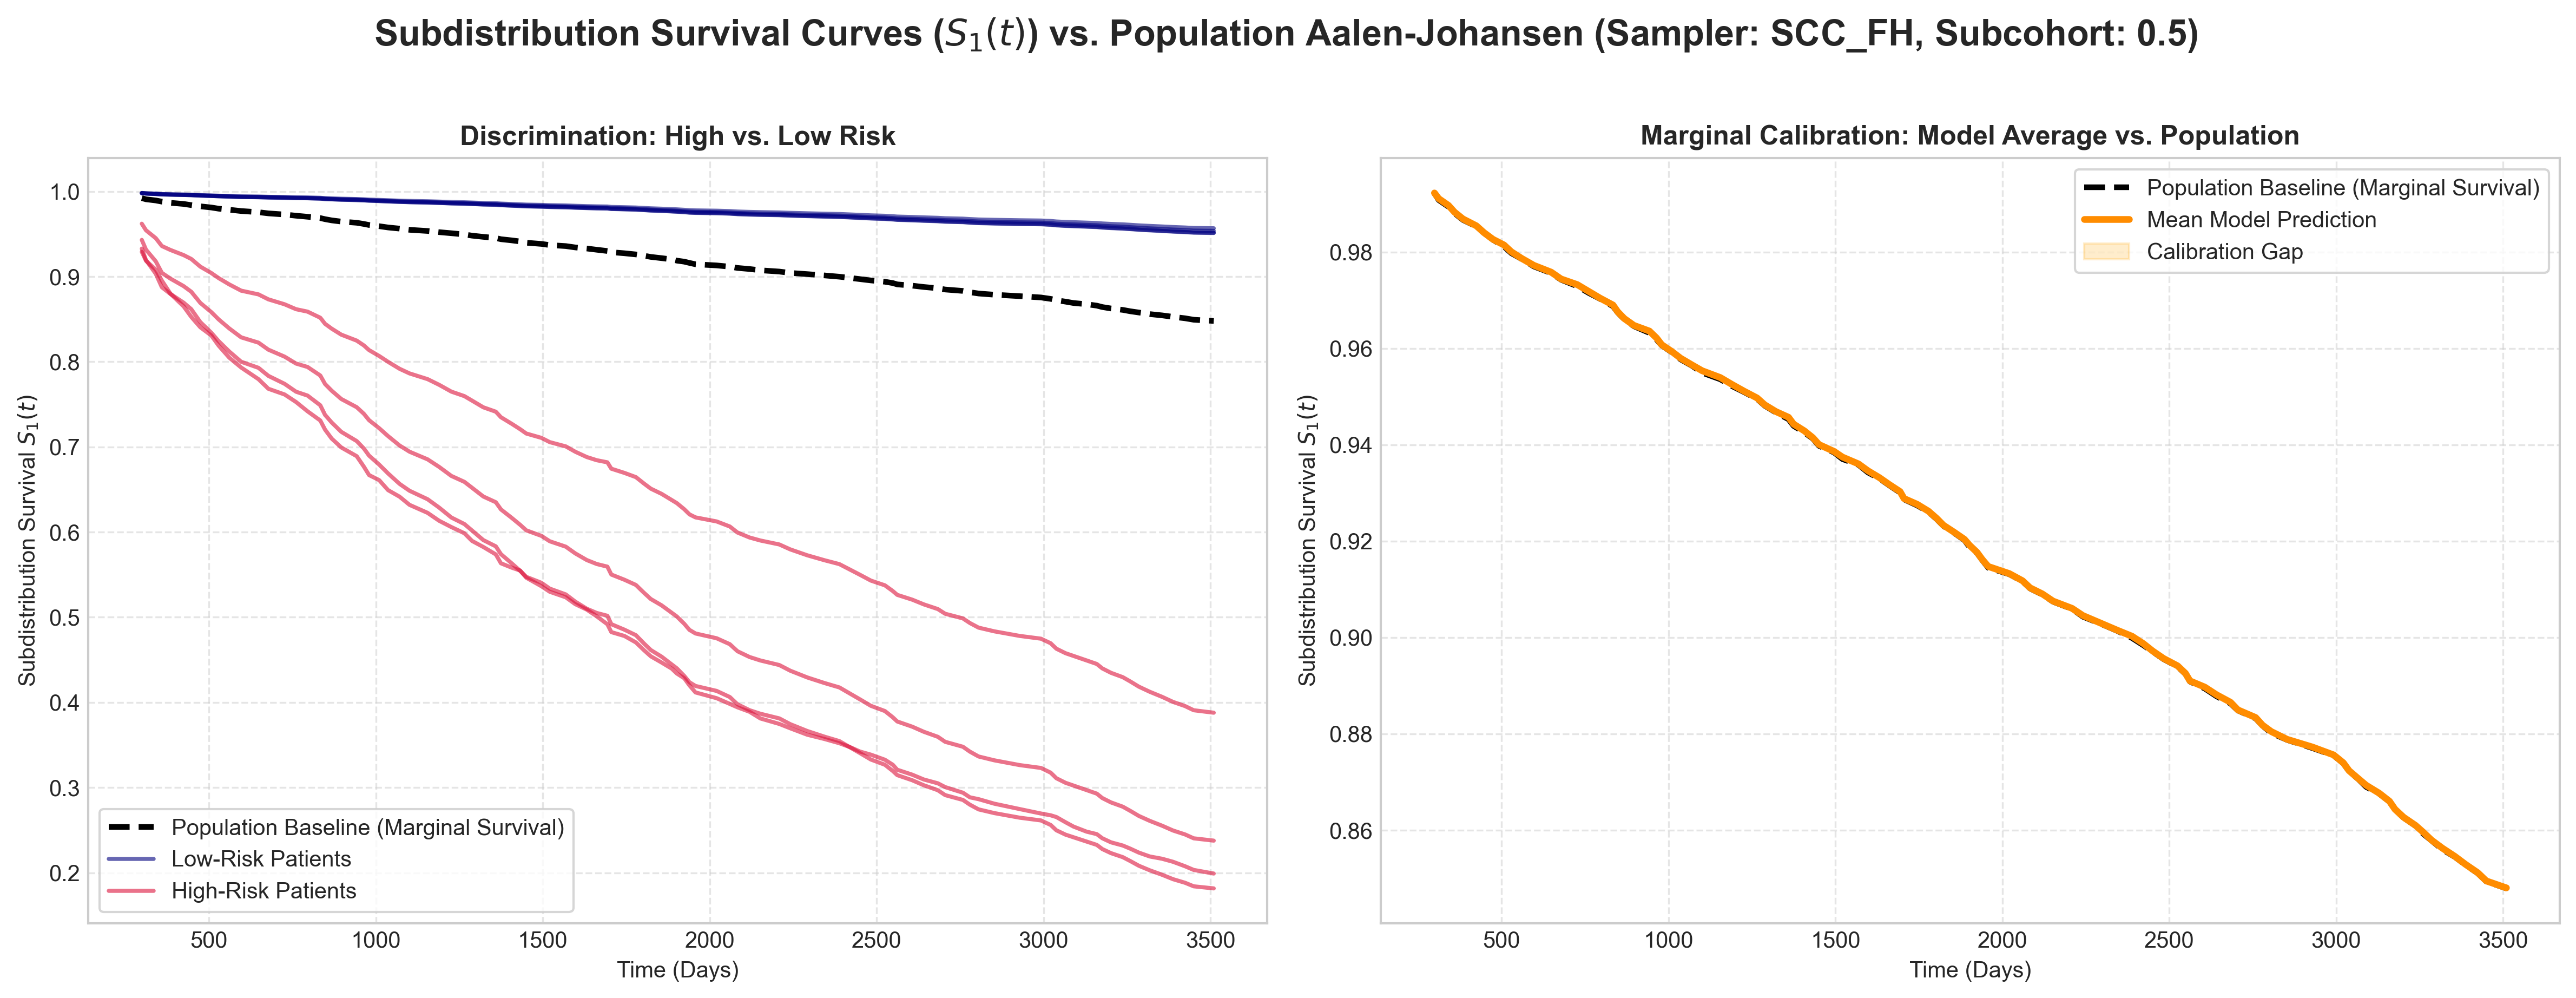 Subdistribution Survival Curves (S₁(t)) vs. Population Aalen-Johansen (Sampler: SCC_FH, Subcohort: 0.5)
Discrimination: High vs. Low Risk
Subdistribution Survival S₁(t)
1.0
0.9
0.8
0.7
0.6
0.5
0.4
0.3
0.2
Population Baseline (Marginal Survival)
Low-Risk Patients
High-Risk Patients
500 1000 1500 2000 2500 3000 3500
Time (Days)
Marginal Calibration: Model Average vs. Population
Subdistribution Survival S₁(t)
0.98
0.96
0.94
0.92
0.90
0.88
0.86
Population Baseline (Marginal Survival)
Mean Model Prediction
Calibration Gap
500 1000 1500 2000 2500 3000 3500
Time (Days)